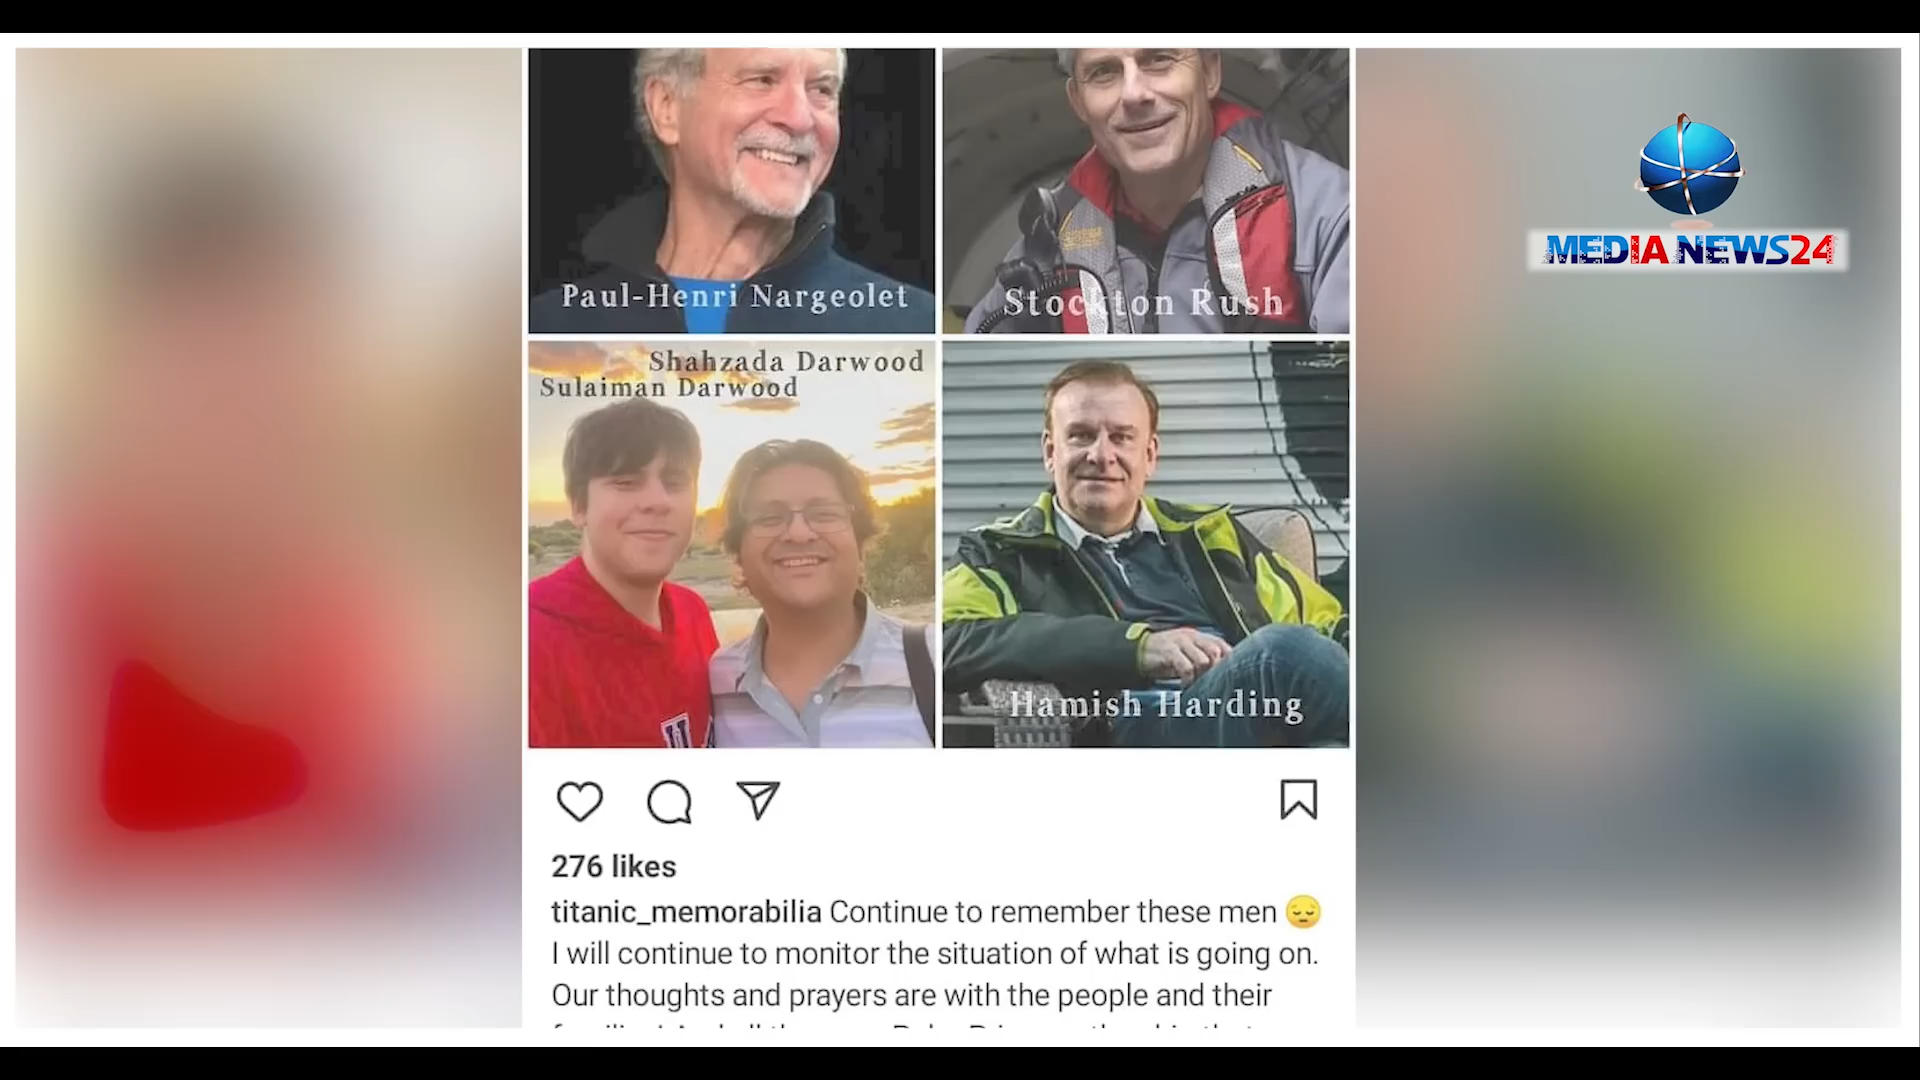 MEDIA NEWS24
Paul-Henri Nargeolet
Stockton Rush
Shahzada Darwood
Sulaiman Darwood
Hamish Harding
276 likes
titanic_memorabilia Continue to remember these men 😔
I will continue to monitor the situation of what is going on.
Our thoughts and prayers are with the people and their